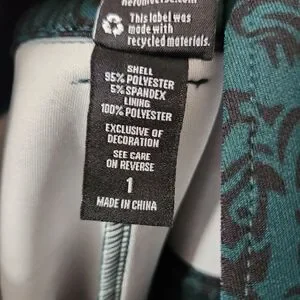 This label was
made with
recycled materials.
SHELL
95% POLYESTER
5% SPANDEX
LINING
100% POLYESTER
EXCLUSIVE OF
DECORATION
SEE CARE
ON REVERSE
1
MADE IN CHINA